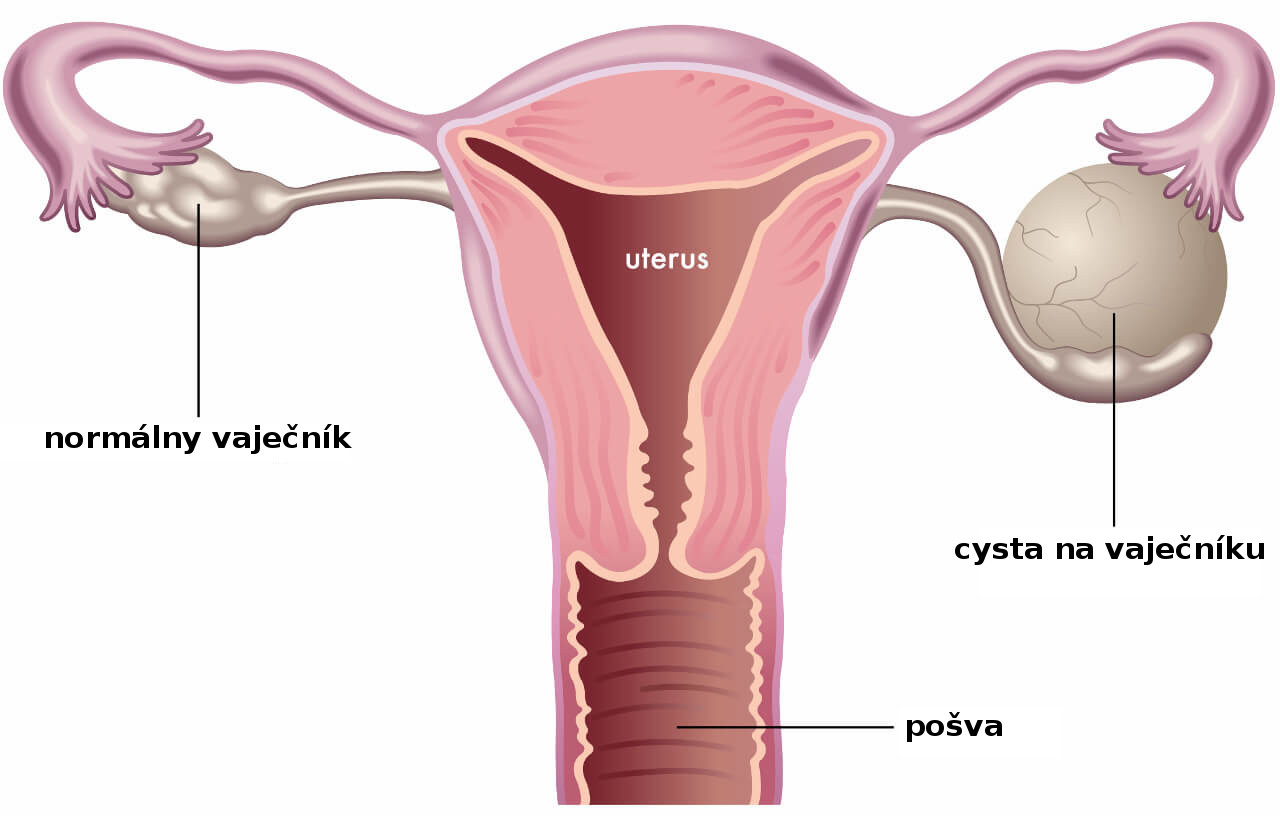 uterus
normálny vaječník
cysta na vaječníku
pošva